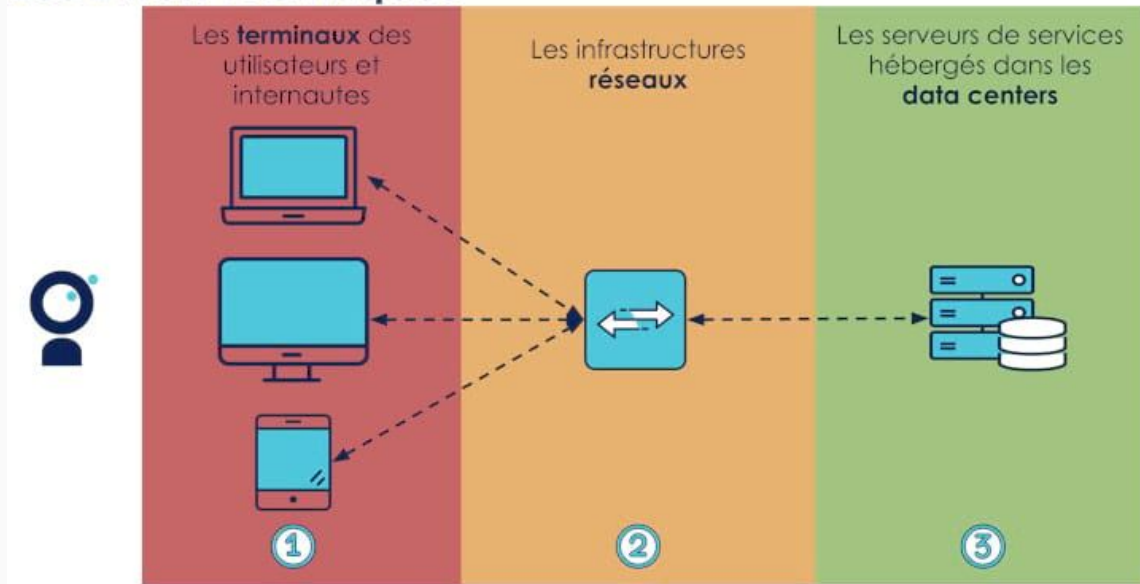 Les terminaux des
utilisateurs et
internautes
Les infrastructures
réseaux
Les serveurs de services
hébergés dans les
data centers
1
2
3